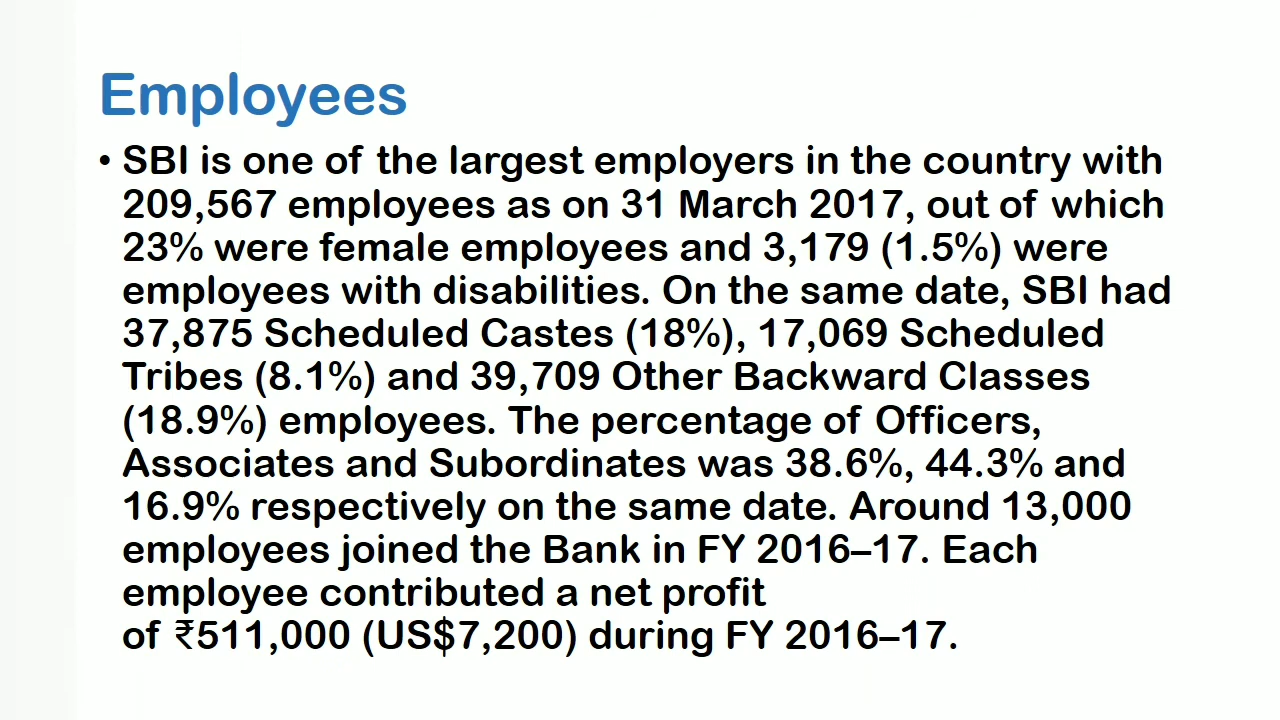 Employees
• SBI is one of the largest employers in the country with
209,567 employees as on 31 March 2017, out of which
23% were female employees and 3,179 (1.5%) were
employees with disabilities. On the same date, SBI had
37,875 Scheduled Castes (18%), 17,069 Scheduled
Tribes (8.1%) and 39,709 Other Backward Classes
(18.9%) employees. The percentage of Officers,
Associates and Subordinates was 38.6%, 44.3% and
16.9% respectively on the same date. Around 13,000
employees joined the Bank in FY 2016–17. Each
employee contributed a net profit
of ₹511,000 (US$7,200) during FY 2016–17.